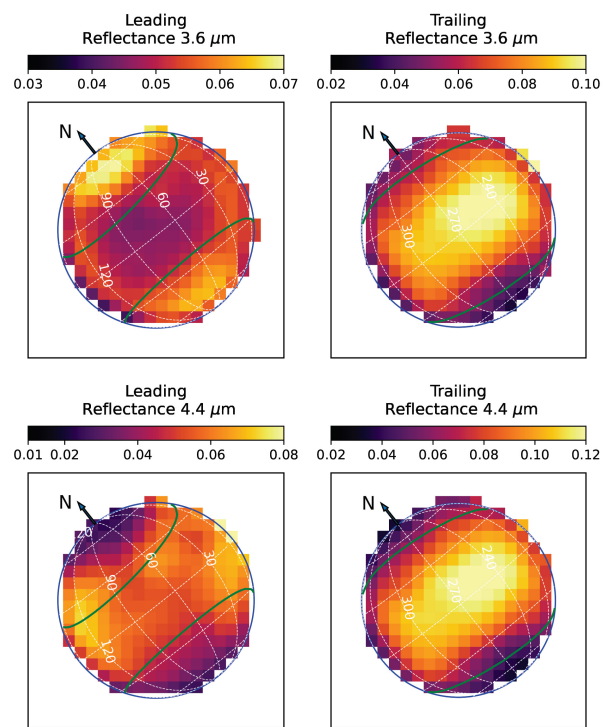 Leading
Reflectance 3.6 μm
0.03 0.04 0.05 0.06 0.07
N
30
60
90
120
Trailing
Reflectance 3.6 μm
0.02 0.04 0.06 0.08 0.10
N
240
270
300
Leading
Reflectance 4.4 μm
0.01 0.02 0.04 0.06 0.08
N
30
60
90
120
Trailing
Reflectance 4.4 μm
0.02 0.04 0.06 0.08 0.10 0.12
N
240
270
300